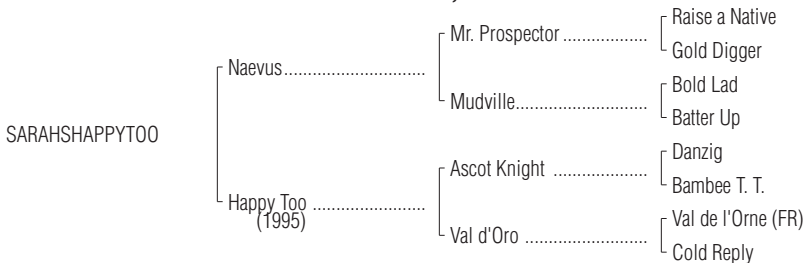 Raise a Native
Mr. Prospector ...................
Gold Digger
Naevus...............................
Bold Lad
Mudville.............................
Batter Up
SARAHSHAPPYTOO
Danzig
Ascot Knight .....................
Bambee T. T.
Happy Too .........................
(1995)
Val de l'Orne (FR)
Val d'Oro ...........................
Cold Reply